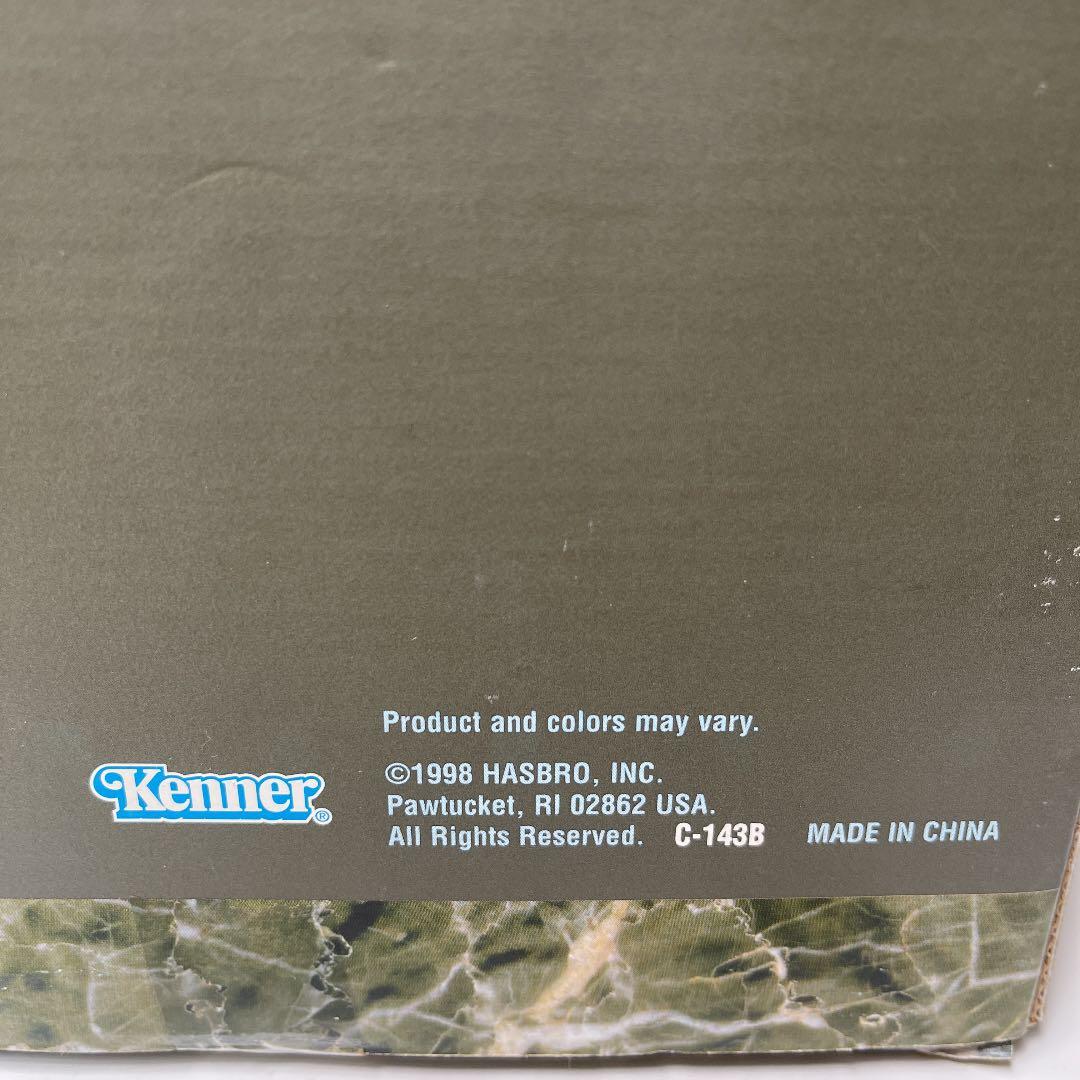 Product and colors may vary.
Kenner®
©1998 HASBRO, INC.
Pawtucket, RI 02862 USA.
All Rights Reserved. C-143B MADE IN CHINA